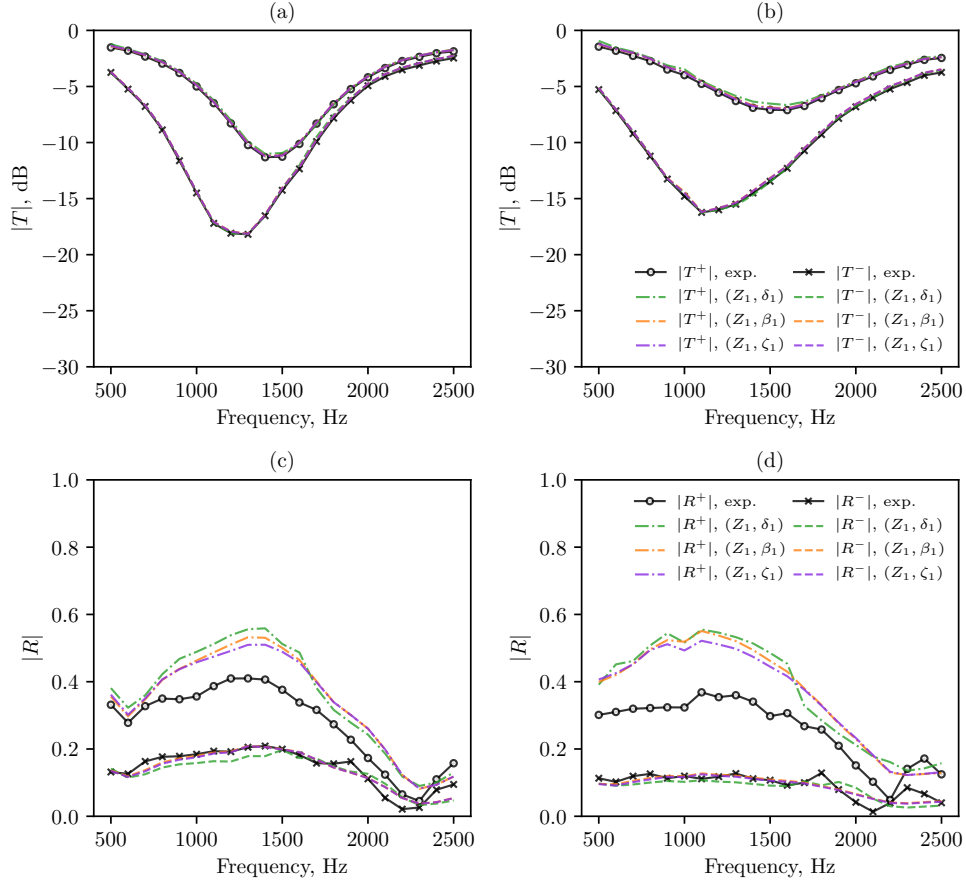 (a)
(b)
0
−5
−10
−15
−20
−25
−30
|T|, dB
500 1000 1500 2000 2500
Frequency, Hz
0
−5
−10
−15
−20
−25
−30
|T|, dB
|T⁺|, exp.
|T⁺|, (Z₁, δ₁)
|T⁺|, (Z₁, β₁)
|T⁺|, (Z₁, ζ₁)
|T⁻|, exp.
|T⁻|, (Z₁, δ₁)
|T⁻|, (Z₁, β₁)
|T⁻|, (Z₁, ζ₁)
500 1000 1500 2000 2500
Frequency, Hz
(c)
(d)
1.0
0.8
0.6
0.4
0.2
0.0
|R|
500 1000 1500 2000 2500
Frequency, Hz
1.0
0.8
0.6
0.4
0.2
0.0
|R|
|R⁺|, exp.
|R⁺|, (Z₁, δ₁)
|R⁺|, (Z₁, β₁)
|R⁺|, (Z₁, ζ₁)
|R⁻|, exp.
|R⁻|, (Z₁, δ₁)
|R⁻|, (Z₁, β₁)
|R⁻|, (Z₁, ζ₁)
500 1000 1500 2000 2500
Frequency, Hz